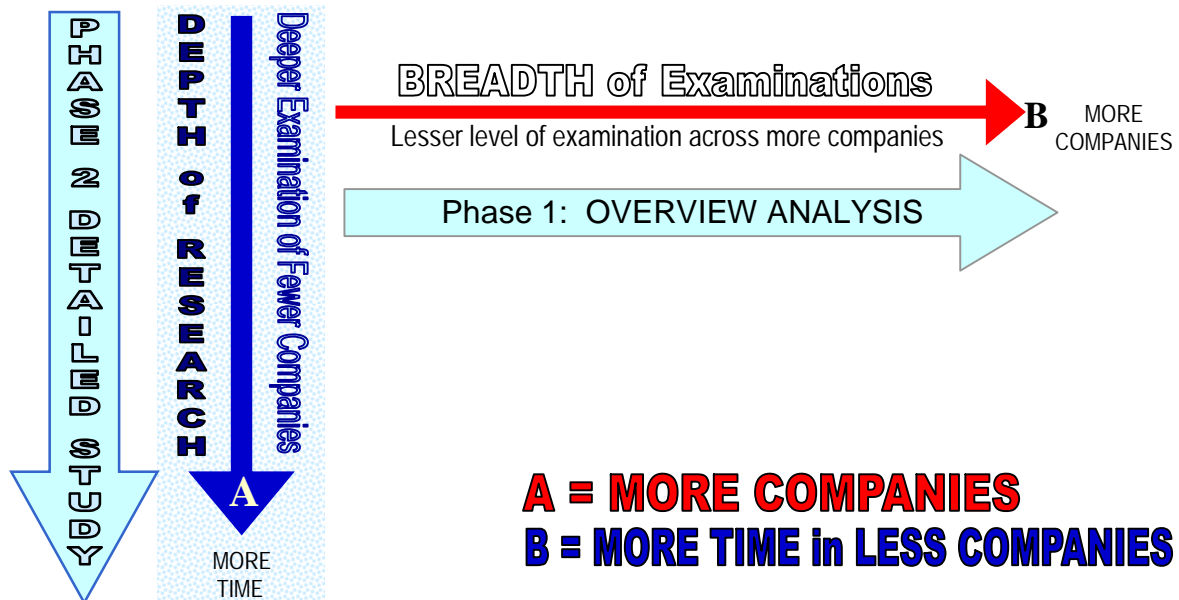 PHASE 2 DETAILED STUDY
DEPTH of RESEARCH
Deeper Examination of Fewer Companies
A
MORE
TIME
BREADTH of Examinations
Lesser level of examination across more companies
B
MORE
COMPANIES
Phase 1: OVERVIEW ANALYSIS
A = MORE COMPANIES
B = MORE TIME in LESS COMPANIES